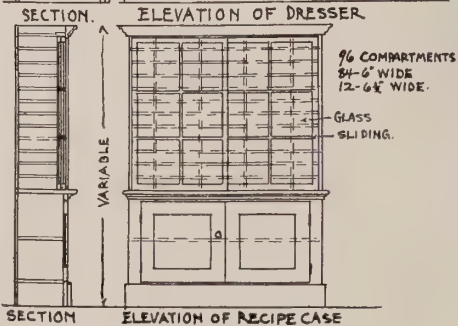 SECTION. ELEVATION OF DRESSER
96 COMPARTMENTS
84-6" WIDE
12-6¼" WIDE.
GLASS
SLIDING.
VARIABLE
SECTION ELEVATION OF RECIPE CASE